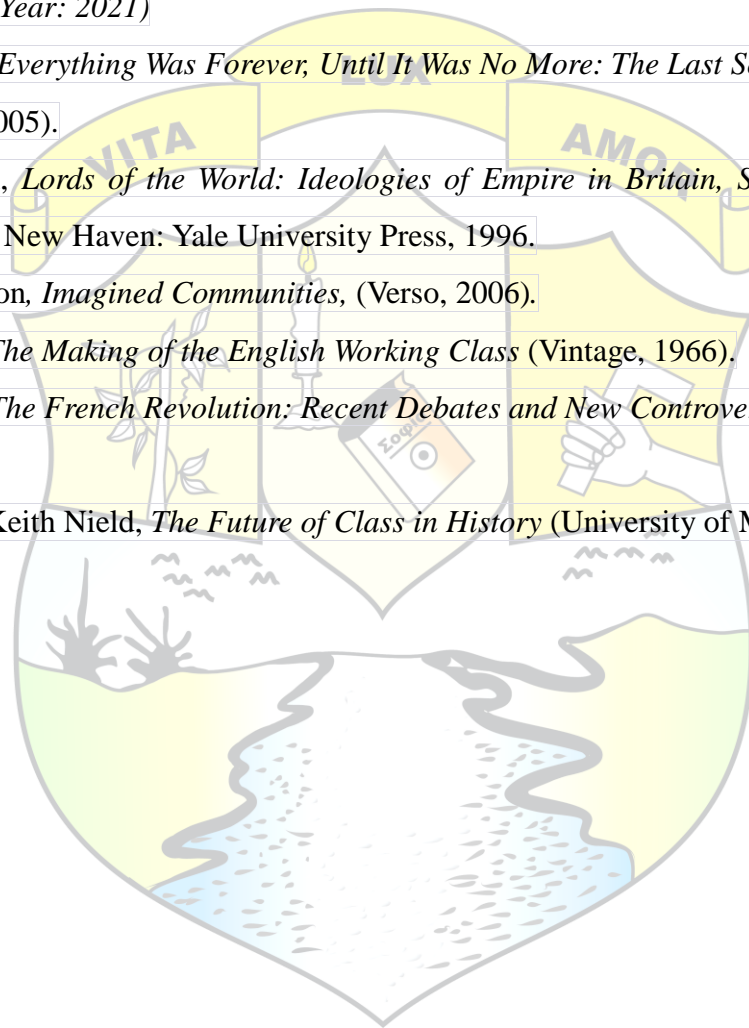 Year: 2021)
Everything Was Forever, Until It Was No More: The Last S
005).
, Lords of the World: Ideologies of Empire in Britain, S
New Haven: Yale University Press, 1996.
on, Imagined Communities, (Verso, 2006).
The Making of the English Working Class (Vintage, 1966).
The French Revolution: Recent Debates and New Controve
Keith Nield, The Future of Class in History (University of M
VITA
LUX
AMOR
Σοφία